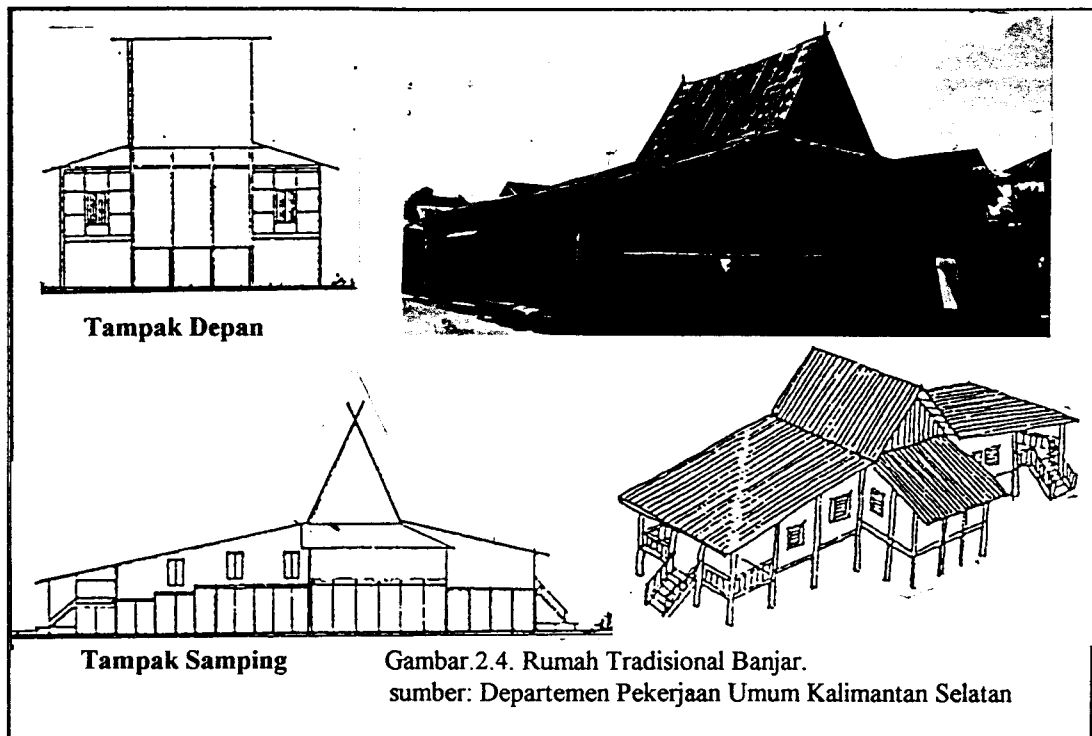 Tampak Depan
Tampak Samping
Gambar.2.4. Rumah Tradisional Banjar.
sumber: Departemen Pekerjaan Umum Kalimantan Selatan